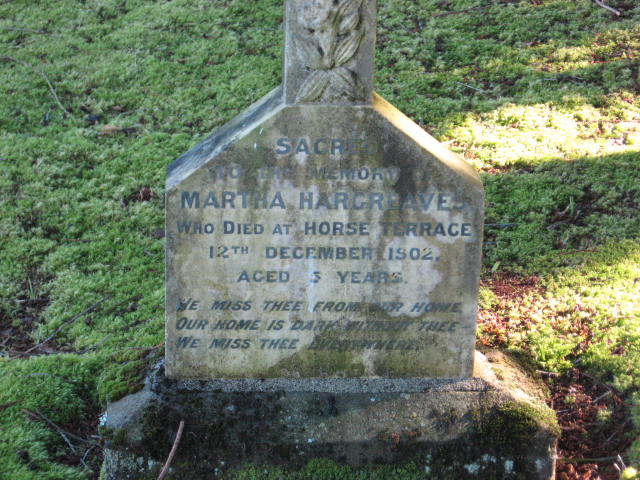 SACRED
TO THE MEMORY OF
MARTHA HARGREAVES,
WHO DIED AT HORSE TERRACE
12TH DECEMBER 1902,
AGED 5 YEARS.
WE MISS THEE FROM OUR HOME
OUR HOME IS DARK WITHOUT THEE
WE MISS THEE EVERYWHERE.